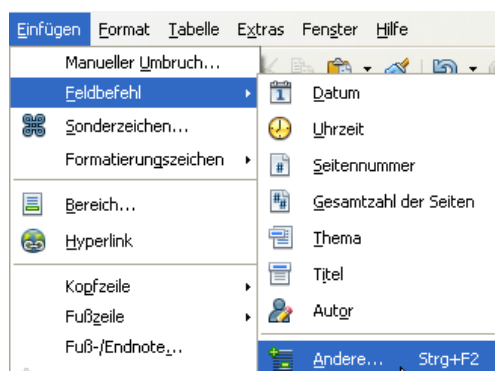 Einfügen Format Tabelle Extras Fenster Hilfe
Manueller Umbruch...
Feldbefehl
Sonderzeichen...
Formatierungszeichen
Bereich...
Hyperlink
Kopfzeile
Fußzeile
Fuß-/Endnote...
Datum
Uhrzeit
Seitennummer
Gesamtzahl der Seiten
Thema
Titel
Autor
Andere... Strg+F2